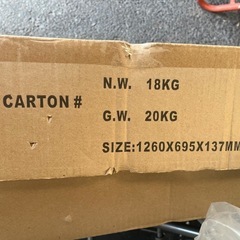 N.W. 18KG
CARTON #
G.W. 20KG
SIZE:1260X695X137MM